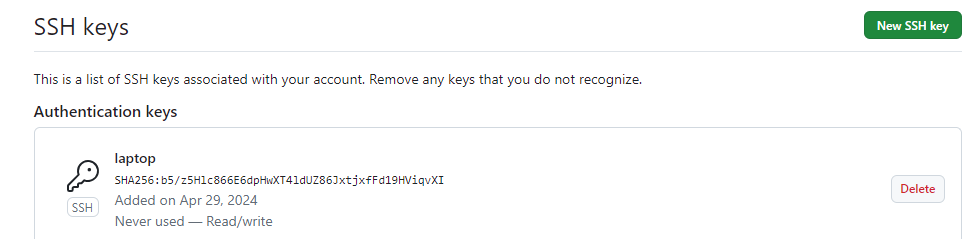 SSH keys
New SSH key
This is a list of SSH keys associated with your account. Remove any keys that you do not recognize.
Authentication keys
laptop
SHA256:b5/z5Hlc866E6dpHwXT4ldUZ86JxtjxfFd19HViqvXI
Added on Apr 29, 2024
Never used — Read/write
SSH
Delete